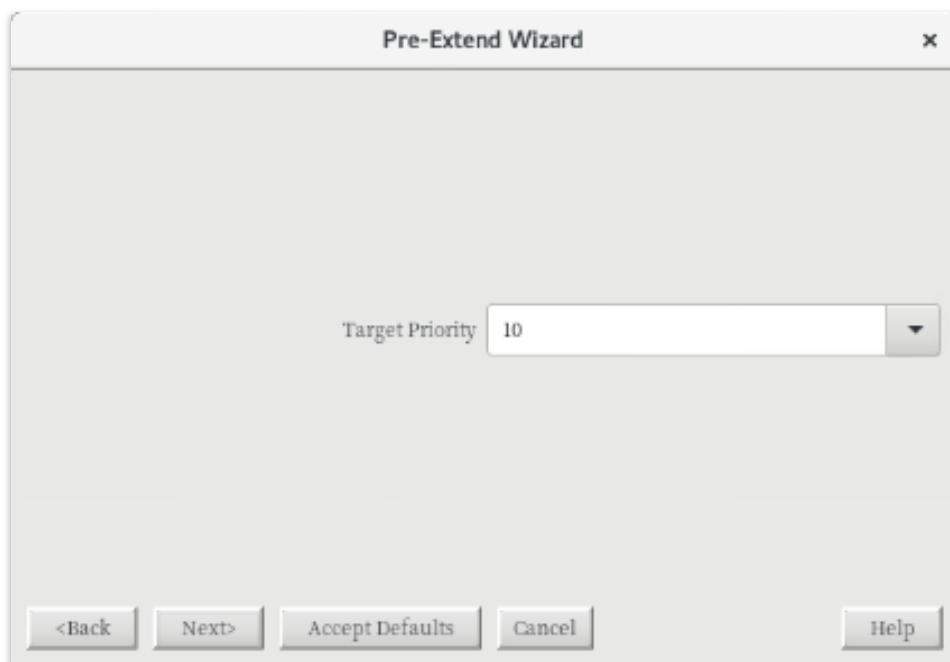 Pre-Extend Wizard
Target Priority 10
<Back Next> Accept Defaults Cancel Help